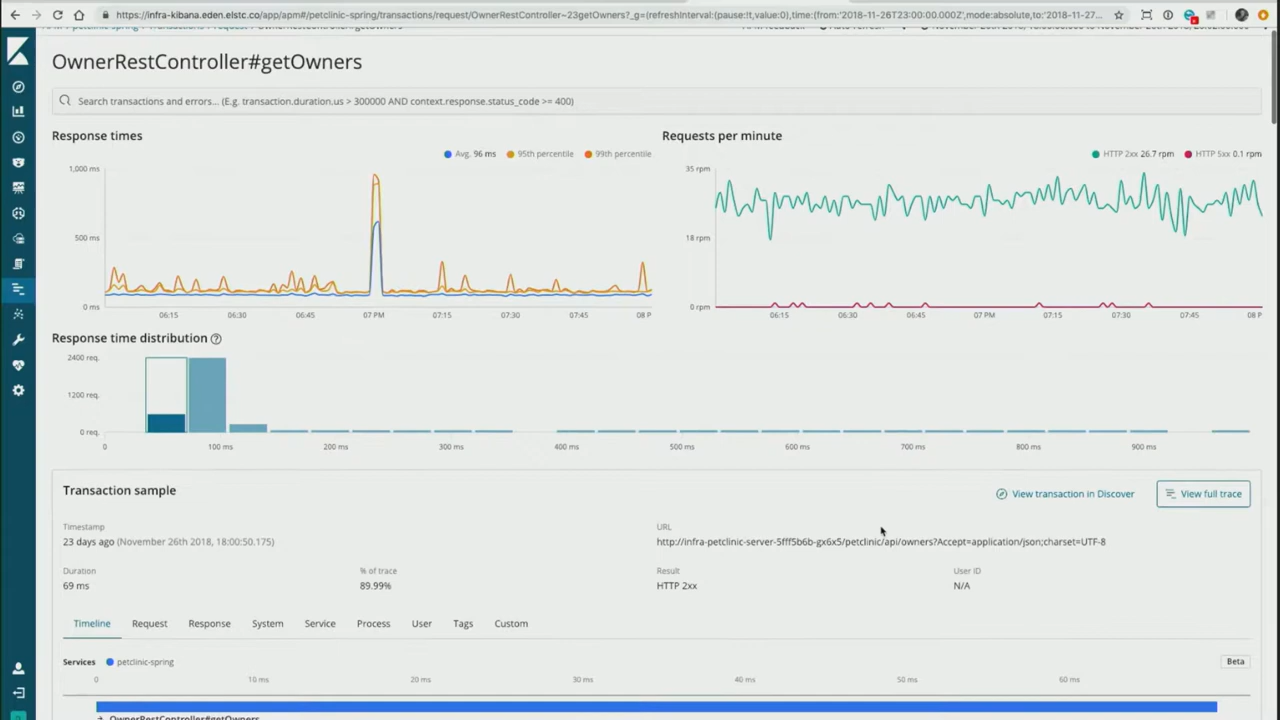 https://infra-kibana.eden.elstc.co/app/apm#/petclinic-spring/transactions/request/OwnerRestController~23getOwners?_g=(refreshInterval:(pause:!t,value:0),time:(from:'2018-11-26T23:00:00.000Z',mode:absolute,to:'2018-11-27...
OwnerRestController#getOwners
Search transactions and errors... (E.g. transaction.duration.us > 300000 AND context.response.status_code >= 400)
Response times
Avg. 96 ms 95th percentile 99th percentile
1,000 ms
500 ms
0 ms
06:15 06:30 06:45 07 PM 07:15 07:30 07:45 08 P
Requests per minute
HTTP 2xx 26.7 rpm HTTP 5xx 0.1 rpm
35 rpm
18 rpm
0 rpm
06:15 06:30 06:45 07 PM 07:15 07:30 07:45 08 P
Response time distribution ?
2400 req.
1200 req.
0 req.
0 100 ms 200 ms 300 ms 400 ms 500 ms 600 ms 700 ms 800 ms 900 ms
Transaction sample
View transaction in Discover
View full trace
Timestamp
23 days ago (November 26th 2018, 18:00:50.175)
URL
http://infra-petclinic-server-5fff5b6b-gx6x5/petclinic/api/owners?Accept=application/json;charset=UTF-8
Duration
69 ms
% of trace
89.99%
Result
HTTP 2xx
User ID
N/A
Timeline Request Response System Service Process User Tags Custom
Services petclinic-spring
Beta
0 10 ms 20 ms 30 ms 40 ms 50 ms 60 ms
OwnerRestController#getOwners